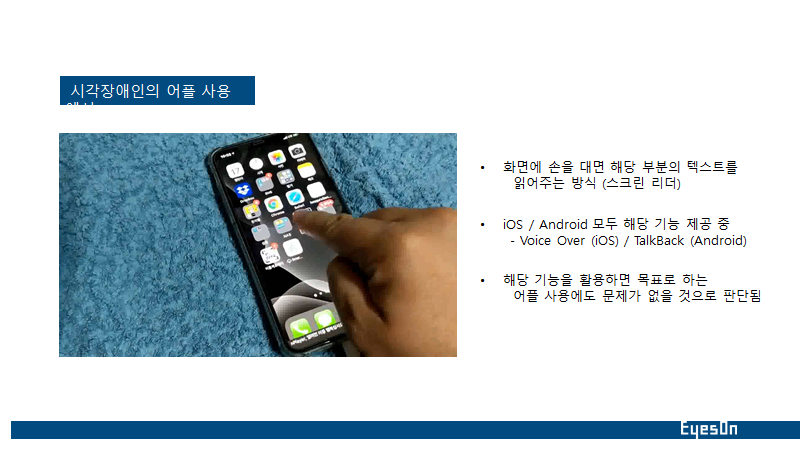 시각장애인의 어플 사용
화면에 손을 대면 해당 부분의 텍스트를
읽어주는 방식 (스크린 리더)
iOS / Android 모두 해당 기능 제공 중
- Voice Over (iOS) / TalkBack (Android)
해당 기능을 활용하면 목표로 하는
어플 사용에도 문제가 없을 것으로 판단됨
EyesOn